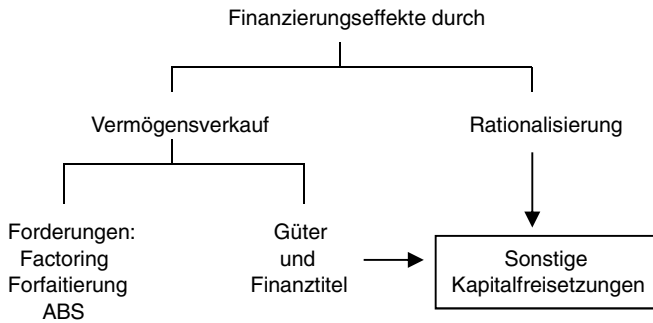 Finanzierungseffekte durch
Vermögensverkauf
Rationalisierung
Forderungen:
Factoring
Forfaitierung
ABS
Güter
und
Finanztitel
Sonstige
Kapitalfreisetzungen